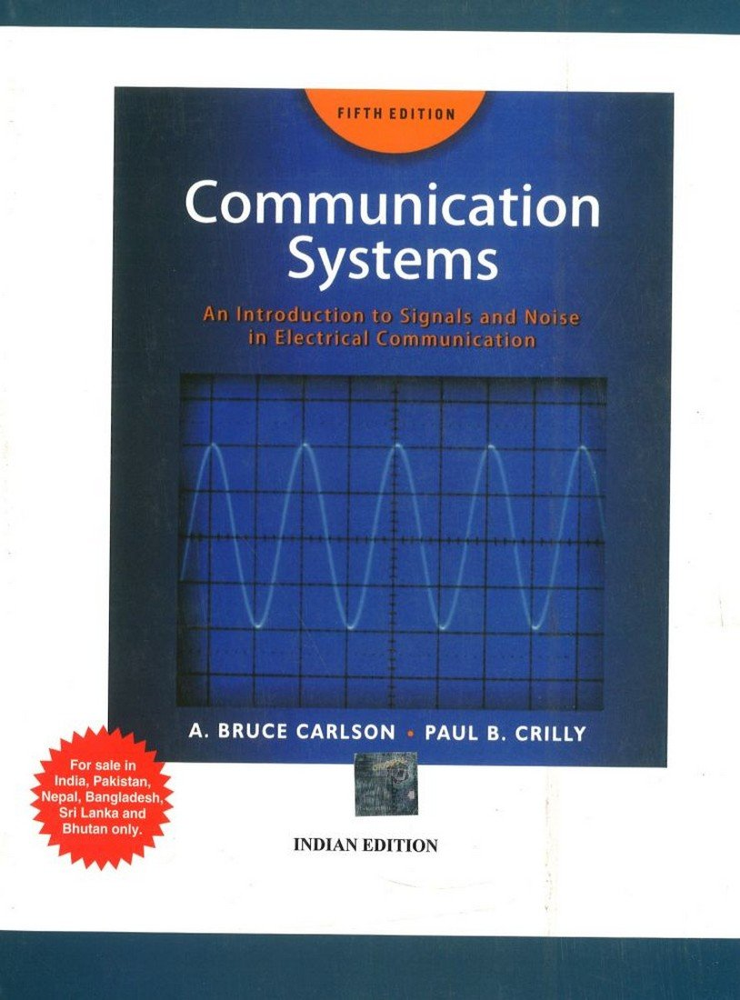 FIFTH EDITION
Communication
Systems
An Introduction to Signals and Noise
in Electrical Communication
A. BRUCE CARLSON • PAUL B. CRILLY
For sale in
India, Pakistan,
Nepal, Bangladesh,
Sri Lanka and
Bhutan only.
INDIAN EDITION